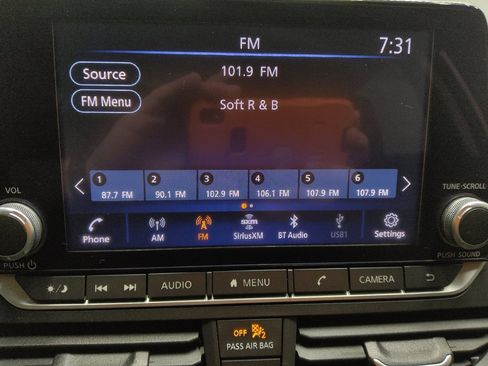 FM
7:31
Source
101.9 FM
FM Menu
Soft R & B
1 2 3 4 5 6
87.7 FM 90.1 FM 102.9 FM 106.1 FM 107.9 FM 107.9 FM
VOL
TUNE·SCROLL
Phone AM FM SiriusXM BT Audio USB1 Settings
sxm
PUSH
PUSH SOUND
AUDIO MENU CAMERA
OFF 2
PASS AIR BAG